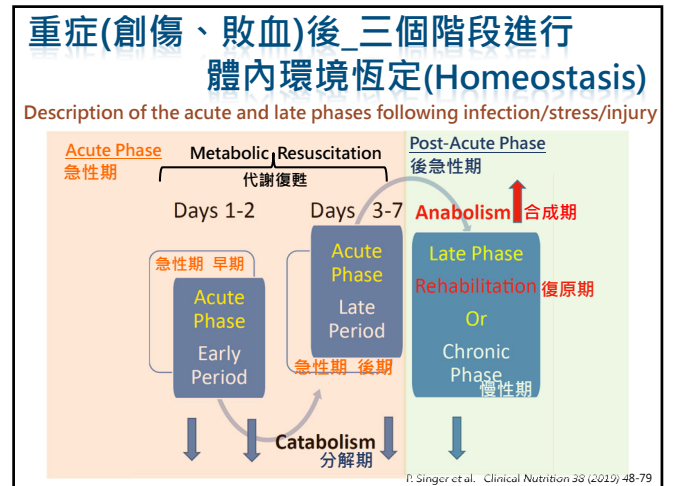 重症(創傷、敗血)後_三個階段進行
體內環境恆定(Homeostasis)
Description of the acute and late phases following infection/stress/injury
Acute Phase
急性期
Metabolic Resuscitation
代謝復甦
Post-Acute Phase
後急性期
Days 1-2
Days 3-7
Anabolism 合成期
急性期 早期
Acute
Phase
Early
Period
Acute
Phase
Late
Period
急性期 後期
Late Phase
Rehabilitation 復原期
Or
Chronic
Phase
慢性期
Catabolism
分解期
P. Singer et al. Clinical Nutrition 38 (2019) 48-79